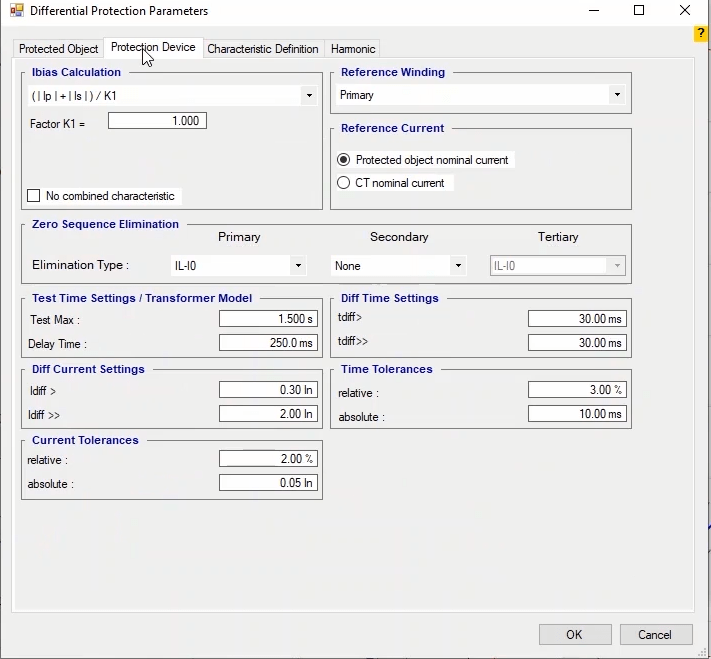 Differential Protection Parameters
?
Protected Object Protection Device Characteristic Definition Harmonic
Ibias Calculation
( | Ip | + | Is | ) / K1
Factor K1 = 1.000
No combined characteristic
Reference Winding
Primary
Reference Current
Protected object nominal current
CT nominal current
Zero Sequence Elimination
Primary Secondary Tertiary
Elimination Type : IL-I0 None IL-I0
Test Time Settings / Transformer Model
Test Max : 1.500 s
Delay Time : 250.0 ms
Diff Time Settings
tdiff> 30.00 ms
tdiff>> 30.00 ms
Diff Current Settings
Idiff > 0.30 In
Idiff >> 2.00 In
Time Tolerances
relative : 3.00 %
absolute : 10.00 ms
Current Tolerances
relative : 2.00 %
absolute : 0.05 In
OK Cancel